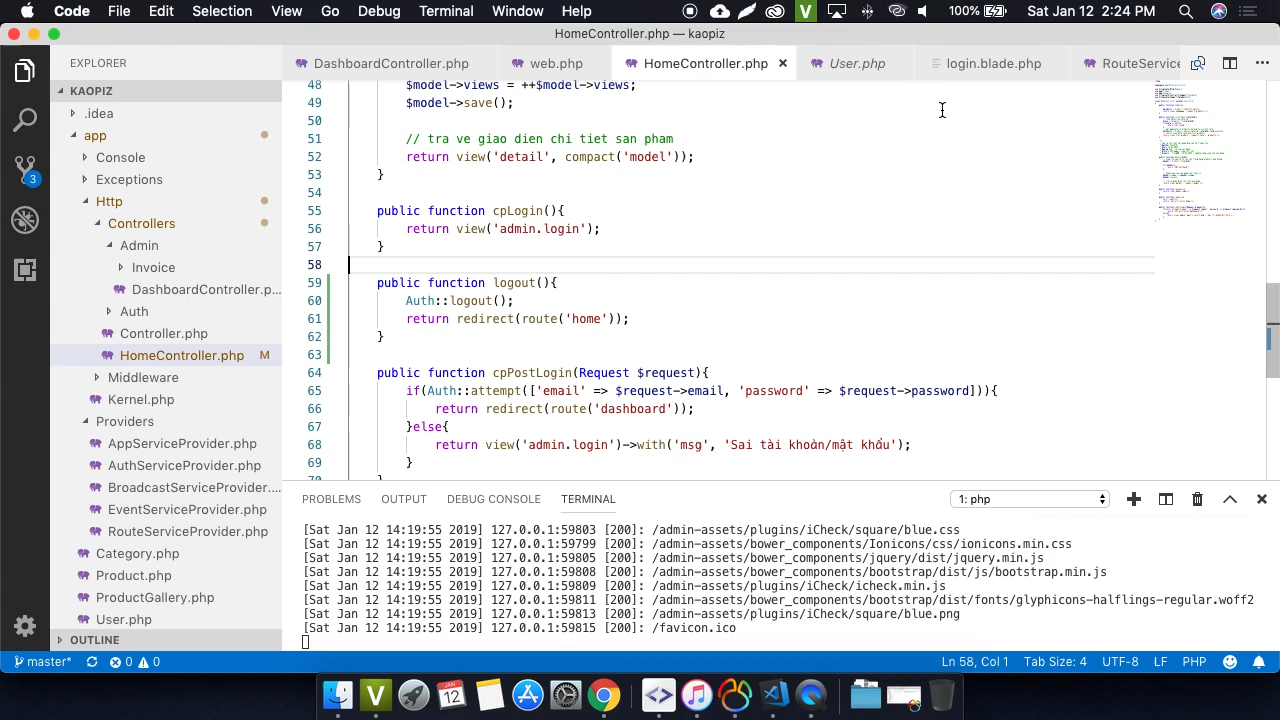 Code File Edit Selection View Go Debug Terminal Window Help V 100% Sat Jan 12 2:24 PM
HomeController.php — kaopiz
EXPLORER
KAOPIZ
.idea
app
Console
Exceptions
Http
Controllers
Admin
Invoice
DashboardController.p...
Auth
Controller.php
HomeController.php M
Middleware
Kernel.php
Providers
AppServiceProvider.php
AuthServiceProvider.php
BroadcastServiceProvider....
EventServiceProvider.php
RouteServiceProvider.php
Category.php
Product.php
ProductGallery.php
User.php
OUTLINE
3
DashboardController.php web.php HomeController.php × User.php login.blade.php RouteService
48 $model->views = ++$model->views;
49 $model->save();
50
51 // tra ve giao dien chi tiet san pham
52 return view('detail', compact('model'));
53 }
54
55 public function cpLogin(){
56 return view('admin.login');
57 }
58
59 public function logout(){
60 Auth::logout();
61 return redirect(route('home'));
62 }
63
64 public function cpPostLogin(Request $request){
65 if(Auth::attempt(['email' => $request->email, 'password' => $request->password])){
66 return redirect(route('dashboard'));
67 }else{
68 return view('admin.login')->with('msg', 'Sai tài khoản/mật khẩu');
69 }
70 }
PROBLEMS OUTPUT DEBUG CONSOLE TERMINAL 1: php
[Sat Jan 12 14:19:55 2019] 127.0.0.1:59803 [200]: /admin-assets/plugins/iCheck/square/blue.css
[Sat Jan 12 14:19:55 2019] 127.0.0.1:59799 [200]: /admin-assets/bower_components/Ionicons/css/ionicons.min.css
[Sat Jan 12 14:19:55 2019] 127.0.0.1:59805 [200]: /admin-assets/bower_components/jquery/dist/jquery.min.js
[Sat Jan 12 14:19:55 2019] 127.0.0.1:59808 [200]: /admin-assets/bower_components/bootstrap/dist/js/bootstrap.min.js
[Sat Jan 12 14:19:55 2019] 127.0.0.1:59809 [200]: /admin-assets/plugins/iCheck/icheck.min.js
[Sat Jan 12 14:19:55 2019] 127.0.0.1:59811 [200]: /admin-assets/bower_components/bootstrap/dist/fonts/glyphicons-halflings-regular.woff2
[Sat Jan 12 14:19:55 2019] 127.0.0.1:59813 [200]: /admin-assets/plugins/iCheck/square/blue.png
[Sat Jan 12 14:19:55 2019] 127.0.0.1:59815 [200]: /favicon.ico
master* 0 0 Ln 58, Col 1 Tab Size: 4 UTF-8 LF PHP
V JAN 12